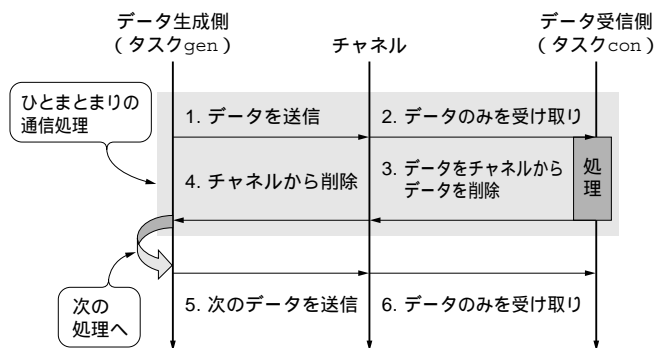 データ生成側
(タスクgen)
チャネル
データ受信側
(タスクcon)
ひとまとまりの
通信処理
1. データを送信
2. データのみを受け取り
4. チャネルから削除
3. データをチャネルから
データを削除
処
理
次の
処理へ
5. 次のデータを送信
6. データのみを受け取り